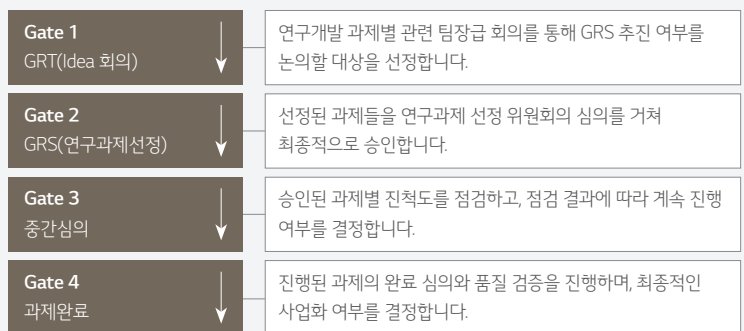 Gate 1
GRT(Idea 회의)
연구개발 과제별 관련 팀장급 회의를 통해 GRS 추진 여부를
논의할 대상을 선정합니다.
Gate 2
GRS(연구과제선정)
선정된 과제들을 연구과제 선정 위원회의 심의를 거쳐
최종적으로 승인합니다.
Gate 3
중간심의
승인된 과제별 진척도를 점검하고, 점검 결과에 따라 계속 진행
여부를 결정합니다.
Gate 4
과제완료
진행된 과제의 완료 심의와 품질 검증을 진행하며, 최종적인
사업화 여부를 결정합니다.